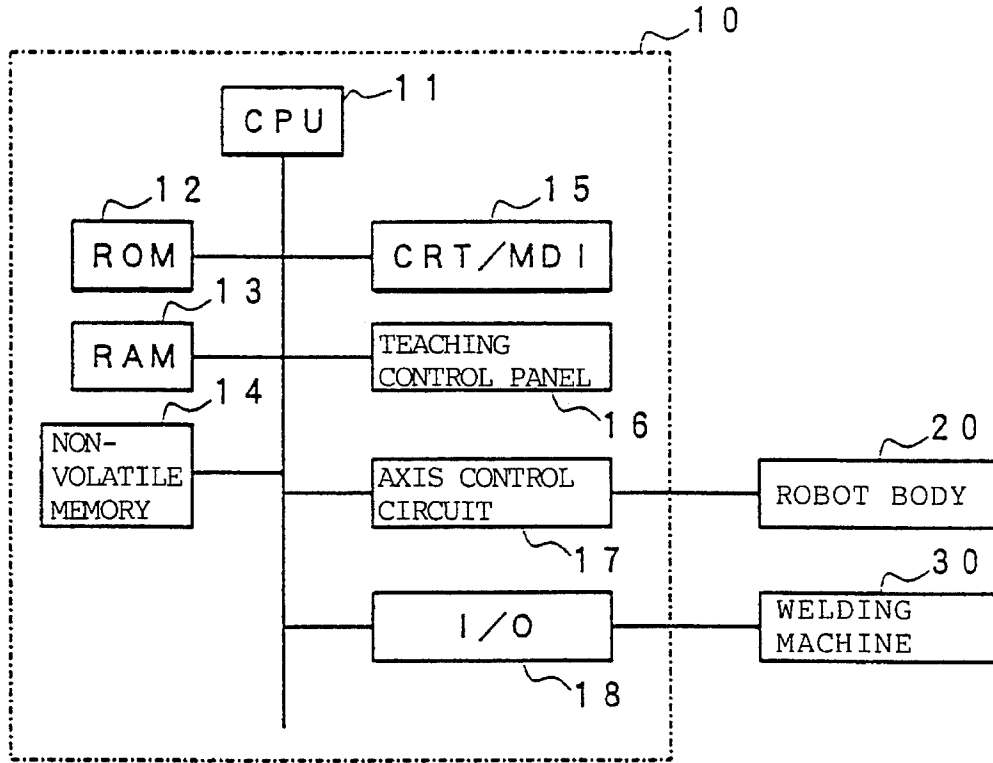 10
11
CPU
12
15
ROM
CRT/MDI
13
RAM
TEACHING
CONTROL PANEL
14
16
NON-
VOLATILE
MEMORY
AXIS CONTROL
CIRCUIT
20
ROBOT BODY
17
30
I/O
WELDING
MACHINE
18